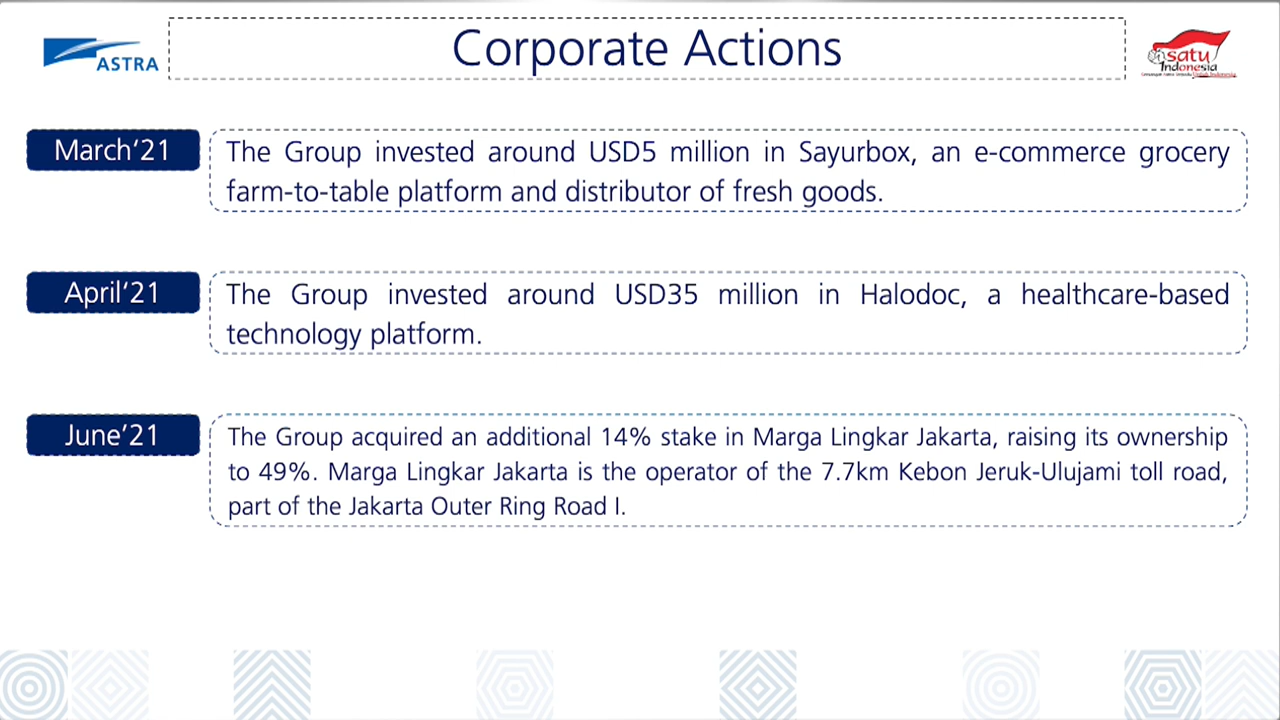 ASTRA
Corporate Actions
satu
Indonesia
March‘21
The Group invested around USD5 million in Sayurbox, an e-commerce grocery
farm-to-table platform and distributor of fresh goods.
April‘21
The Group invested around USD35 million in Halodoc, a healthcare-based
technology platform.
June’21
The Group acquired an additional 14% stake in Marga Lingkar Jakarta, raising its ownership
to 49%. Marga Lingkar Jakarta is the operator of the 7.7km Kebon Jeruk-Ulujami toll road,
part of the Jakarta Outer Ring Road I.